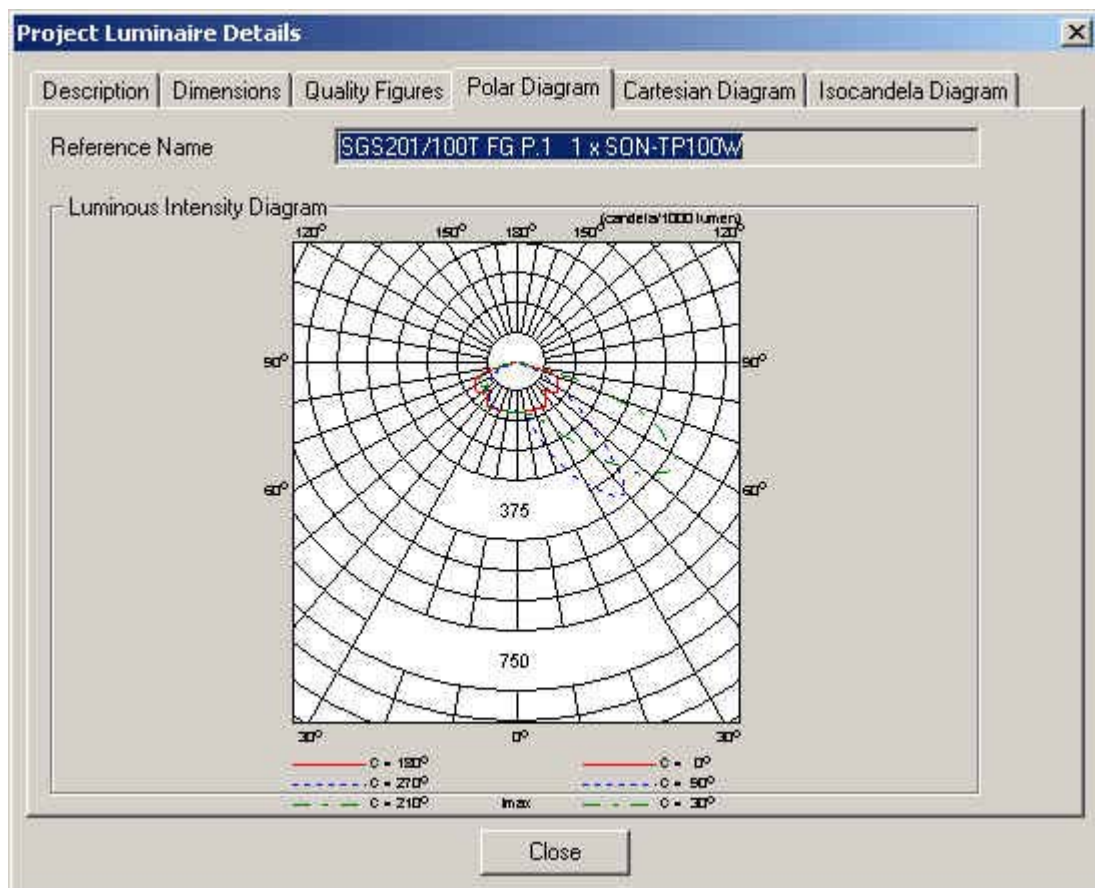 Project Luminaire Details
Description Dimensions Quality Figures Polar Diagram Cartesian Diagram Isocandela Diagram
Reference Name SGS201/100T FG P.1 1 x SON-TP100W
Luminous Intensity Diagram
(candela/1000 lumen)
120° 150° 180° 150° 120°
90° 90°
60° 60°
375
750
30° 0° 30°
C = 180° C = 0°
C = 270° C = 90°
C = 210° Imax C = 30°
Close